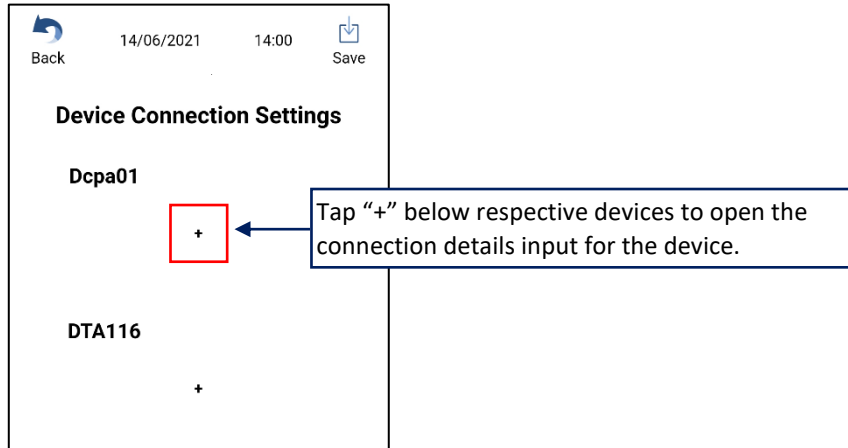 14/06/2021 14:00
Back Save
Device Connection Settings
Dcpa01
+
Tap “+” below respective devices to open the
connection details input for the device.
DTA116
+